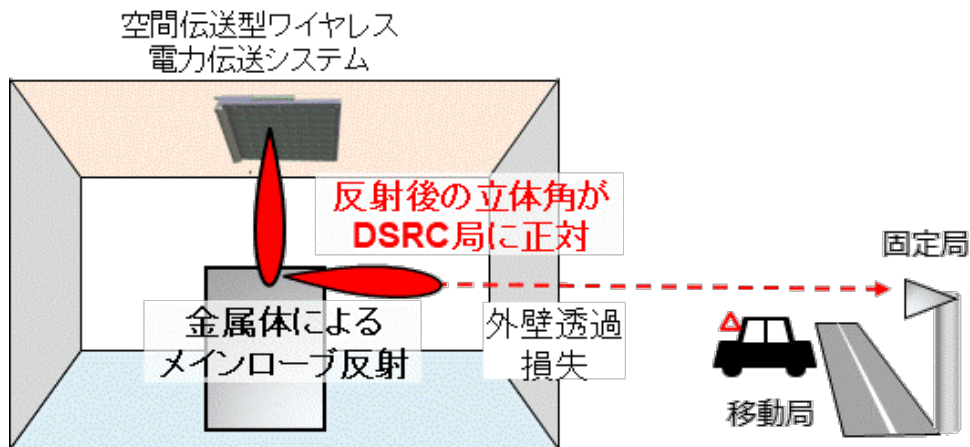 空間伝送型ワイヤレス
電力伝送システム
反射後の立体角が
DSRC局に正対
固定局
金属体による
メインローブ反射
外壁透過
損失
移動局